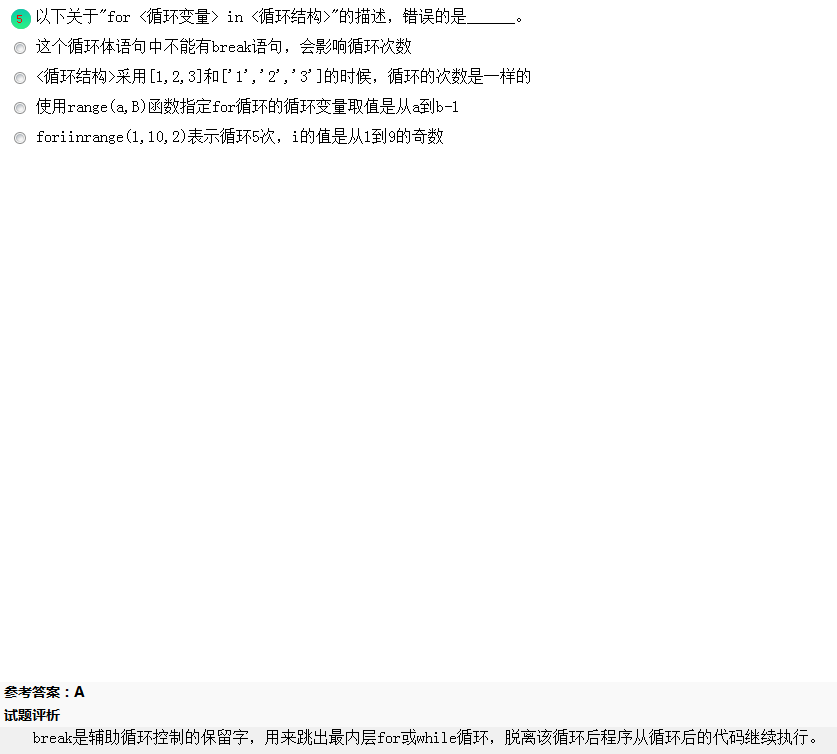 5 以下关于"for <循环变量> in <循环结构>"的描述，错误的是______。
这个循环体语句中不能有break语句，会影响循环次数
<循环结构>采用[1,2,3]和['1','2','3']的时候，循环的次数是一样的
使用range(a,B)函数指定for循环的循环变量取值是从a到b-1
foriinrange(1,10,2)表示循环5次，i的值是从1到9的奇数
参考答案：A
试题评析
break是辅助循环控制的保留字，用来跳出最内层for或while循环，脱离该循环后程序从循环后的代码继续执行。